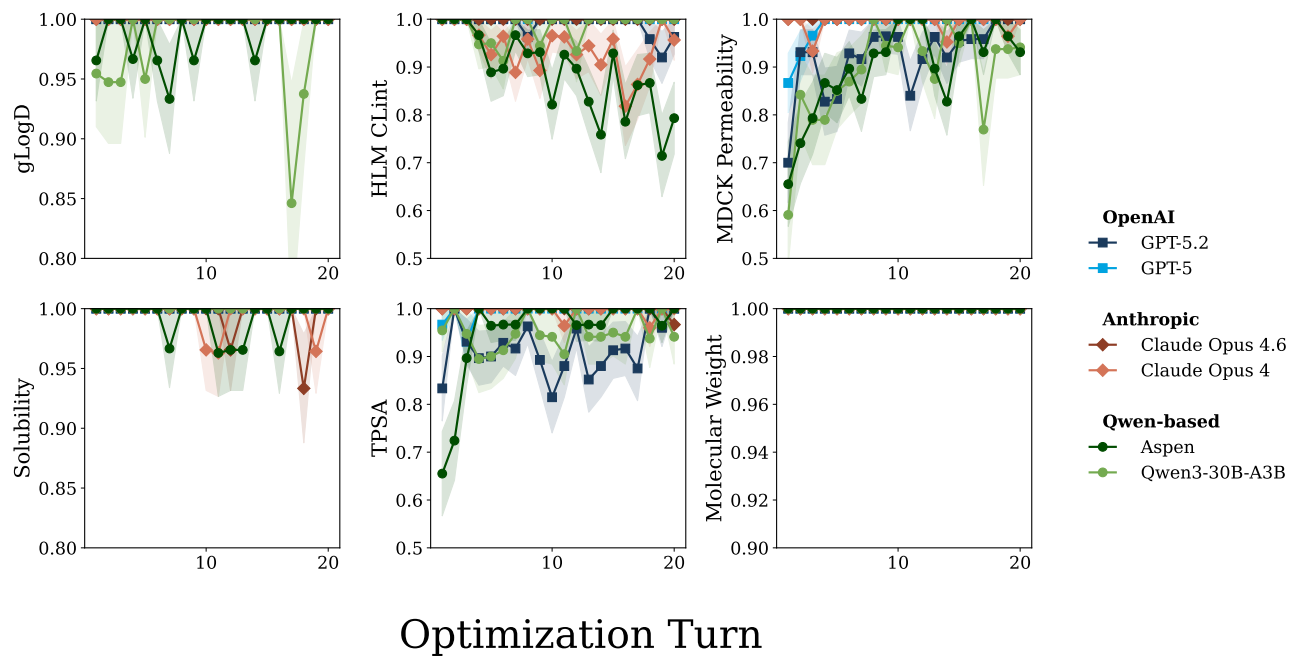 gLogD
1.00
0.95
0.90
0.85
0.80
10
20
HLM CLint
1.0
0.9
0.8
0.7
0.6
0.5
10
20
MDCK Permeability
1.0
0.9
0.8
0.7
0.6
0.5
10
20
Solubility
1.00
0.95
0.90
0.85
0.80
10
20
TPSA
1.0
0.9
0.8
0.7
0.6
0.5
10
20
Molecular Weight
1.00
0.98
0.96
0.94
0.92
0.90
10
20
OpenAI
GPT-5.2
GPT-5
Anthropic
Claude Opus 4.6
Claude Opus 4
Qwen-based
Aspen
Qwen3-30B-A3B
Optimization Turn